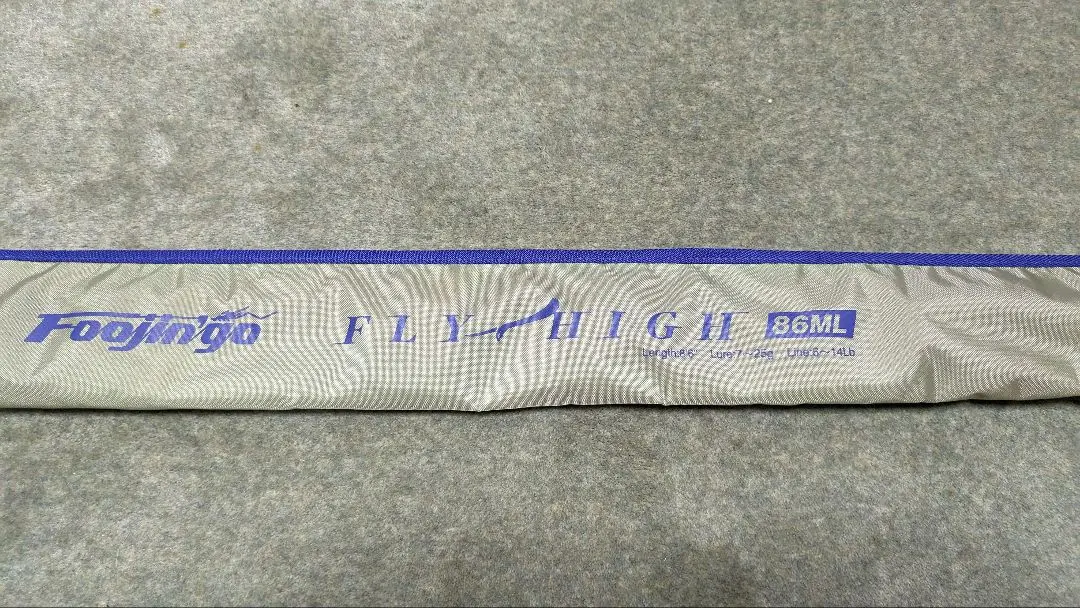 Foojin'go FLY HIGH 86ML
Length:8'6" Lure:7~25g Line:6~14Lb